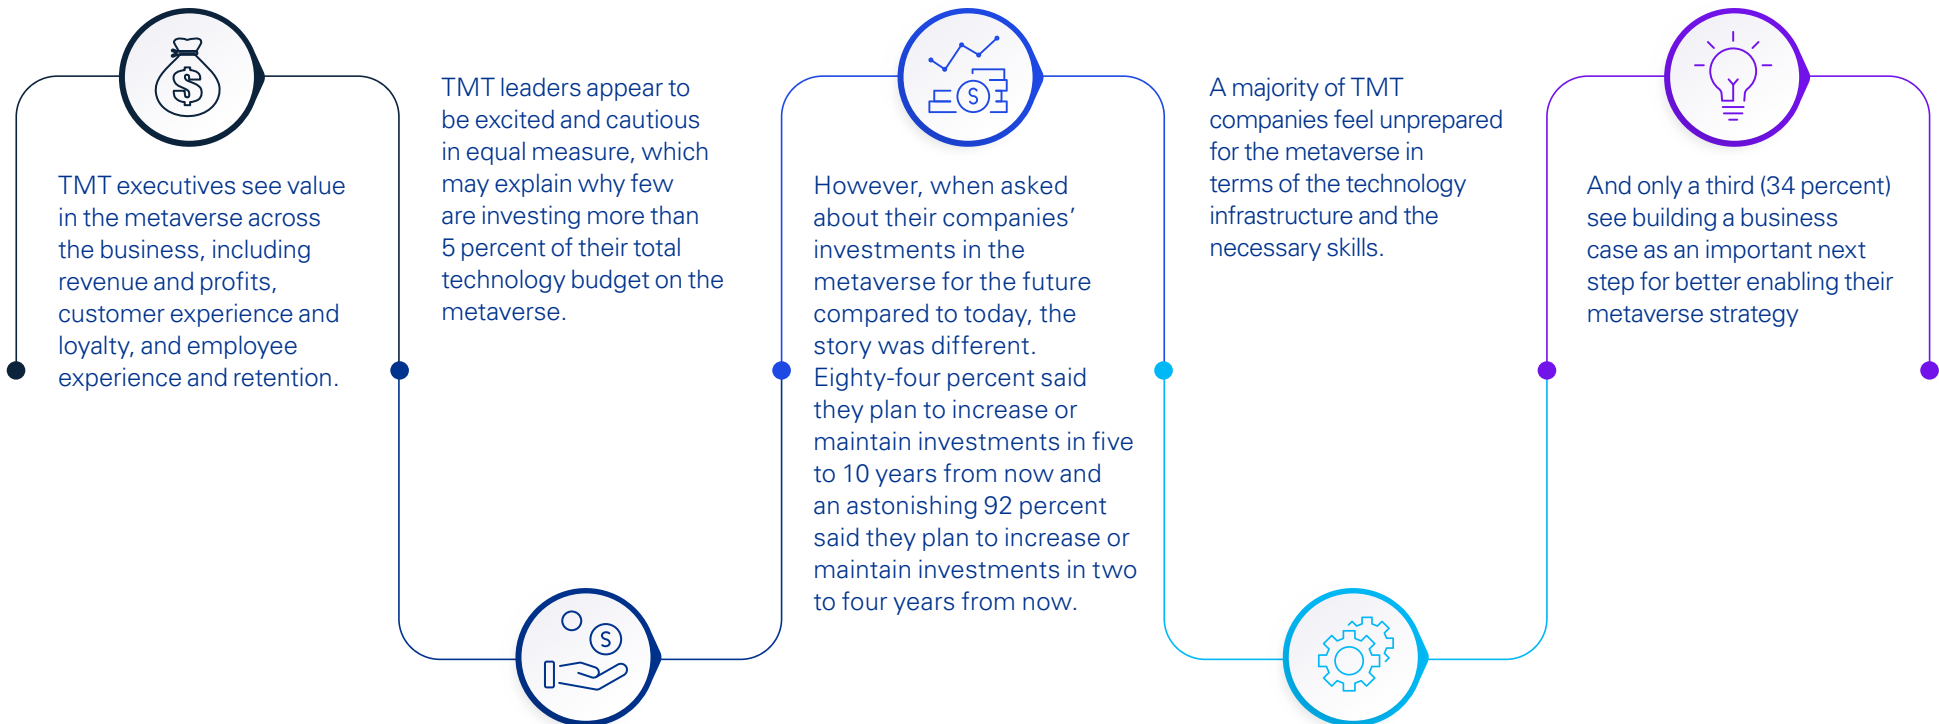 TMT executives see value
in the metaverse across
the business, including
revenue and profits,
customer experience and
loyalty, and employee
experience and retention.
TMT leaders appear to
be excited and cautious
in equal measure, which
may explain why few
are investing more than
5 percent of their total
technology budget on the
metaverse.
However, when asked
about their companies’
investments in the
metaverse for the future
compared to today, the
story was different.
Eighty-four percent said
they plan to increase or
maintain investments in five
to 10 years from now and
an astonishing 92 percent
said they plan to increase or
maintain investments in two
to four years from now.
A majority of TMT
companies feel unprepared
for the metaverse in
terms of the technology
infrastructure and the
necessary skills.
And only a third (34 percent)
see building a business
case as an important next
step for better enabling their
metaverse strategy